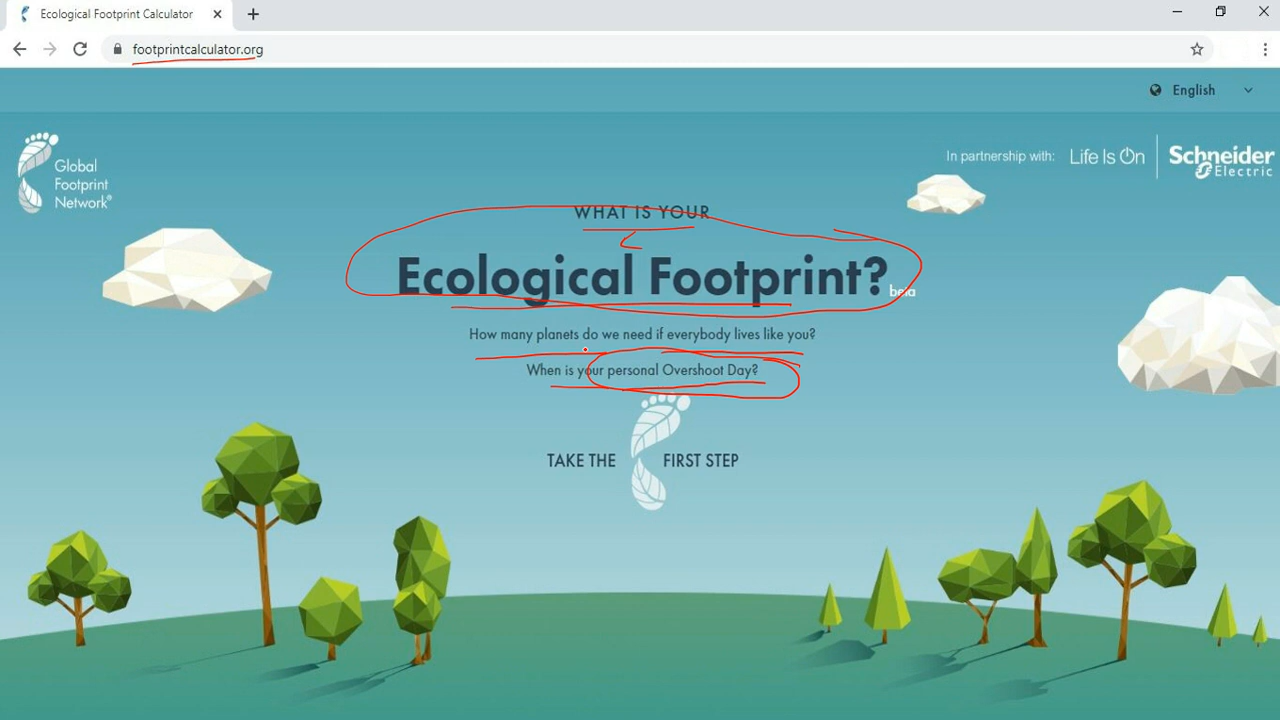 Ecological Footprint Calculator
footprintcalculator.org
English
Global
Footprint
Network®
In partnership with: Life Is On Schneider Electric
WHAT IS YOUR
Ecological Footprint?
beta
How many planets do we need if everybody lives like you?
When is your personal Overshoot Day?
TAKE THE FIRST STEP